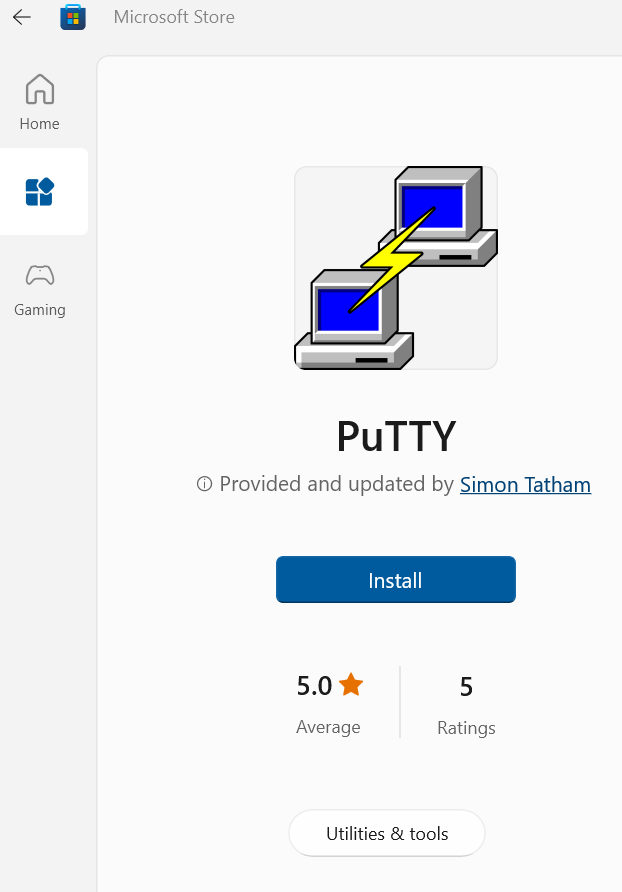 Microsoft Store
Home
Gaming
PuTTY
Provided and updated by Simon Tatham
Install
5.0
Average
5
Ratings
Utilities & tools